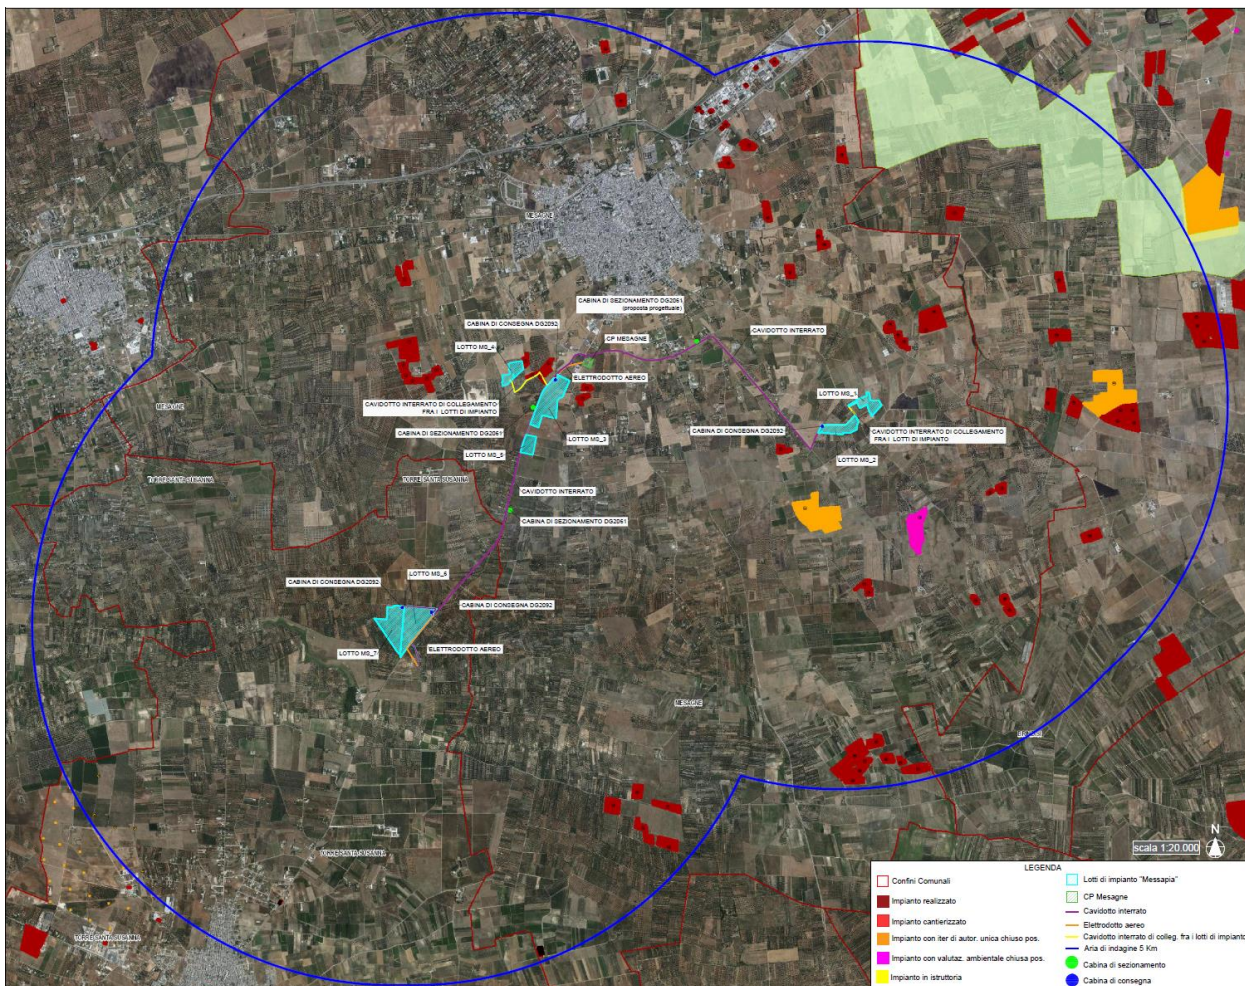 MESAGNE
CABINA DI SEZIONAMENTO DG2061
(proposta progettuale)
CABINA DI CONSEGNA DG2092
CAVIDOTTO INTERRATO
CP MEDAGNE
LOTTO MS_4
ELETTRODOTTO AEREO
LOTTO MS_1
MESAGNE
CAVIDOTTO INTERRATO DI COLLEGAMENTO
FRA I LOTTI DI IMPIANTO
CABINA DI SEZIONAMENTO DG2061
CABINA DI CONSEGNA DG2092
CAVIDOTTO INTERRATO DI COLLEGAMENTO
FRA I LOTTI DI IMPIANTO
LOTTO MS_3
LOTTO MS_5
LOTTO MS_2
TORRE SANTA SUSANNA
TORRE SANTA SUSANNA
CAVIDOTTO INTERRATO
CABINA DI SEZIONAMENTO DG2061
CABINA DI CONSEGNA DG2092
LOTTO MS_6
CABINA DI CONSEGNA DG2092
LOTTO MS_7
ELETTRODOTTO AEREO
MESAGNE
BRINDISI
TORRE SANTA SUSANNA
TORRE SANTA SUSANNA
N
scala 1:20.000
LEGENDA
Confini Comunali
Impianto realizzato
Impianto cantierizzato
Impianto con iter di autor. unica chiuso pos.
Impianto con valutaz. ambientale chiusa pos.
Impianto in istruttoria
Lotti di impianto "Messapia"
CP Mesagne
Cavidotto interrato
Elettrodotto aereo
Cavidotto interrato di colleg. fra i lotti di impianto
Aria di indagine 5 Km
Cabina di sezionamento
Cabina di consegna